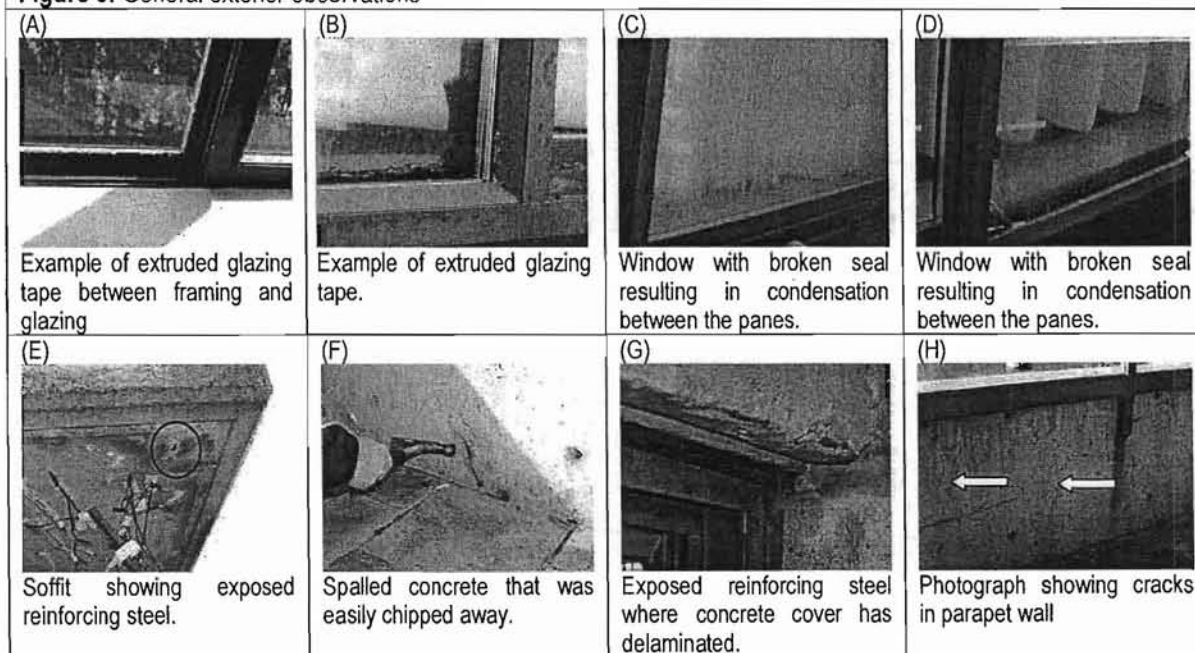 (A)
(B)
(C)
(D)
Example of extruded glazing
tape between framing and
glazing
Example of extruded glazing
tape.
Window with broken seal
resulting in condensation
between the panes.
Window with broken seal
resulting in condensation
between the panes.
(E)
(F)
(G)
(H)
Soffit showing exposed
reinforcing steel.
Spalled concrete that was
easily chipped away.
Exposed reinforcing steel
where concrete cover has
delaminated.
Photograph showing cracks
in parapet wall